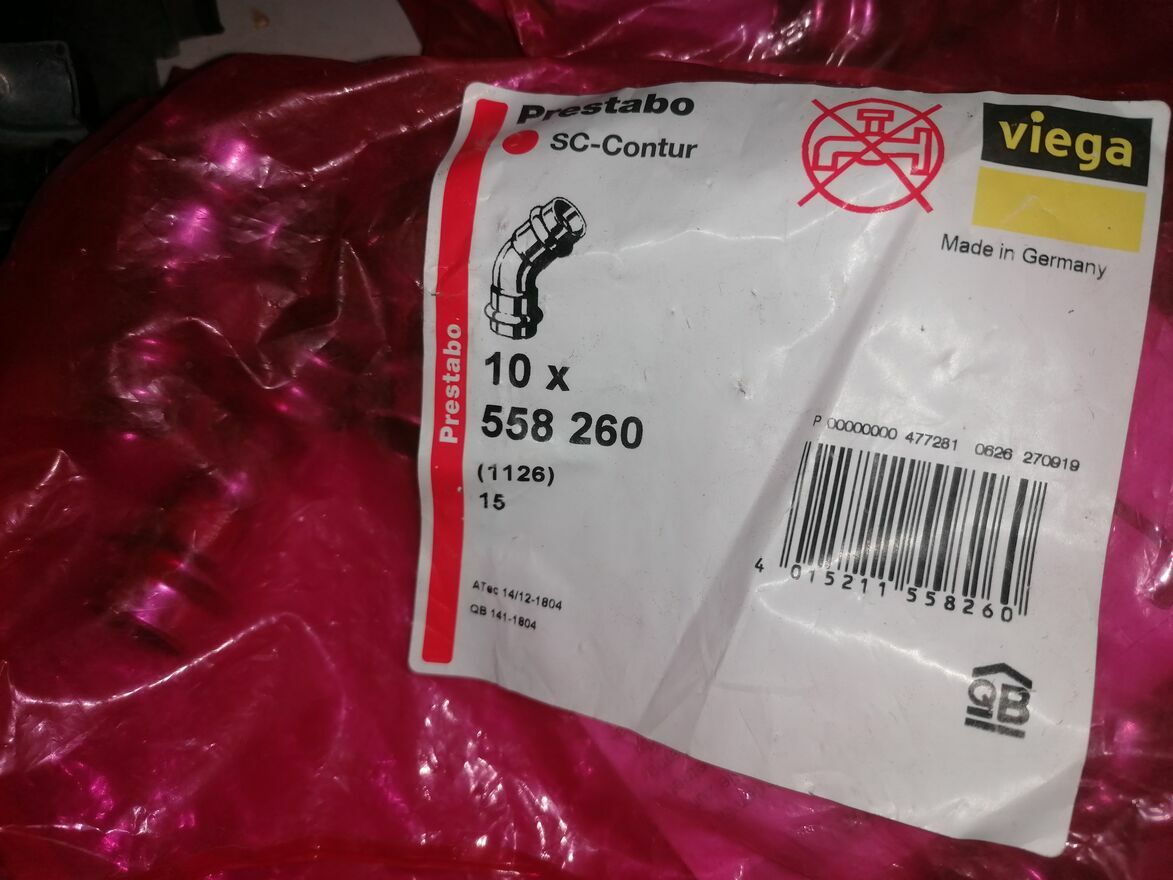 Prestabo
SC-Contur
viega
Made in Germany
Prestabo
10 x
558 260
(1126)
15
P 00000000 477281 0626 270919
4 015211 558260
ATec 14/12-1804
QB 141-1804
QB